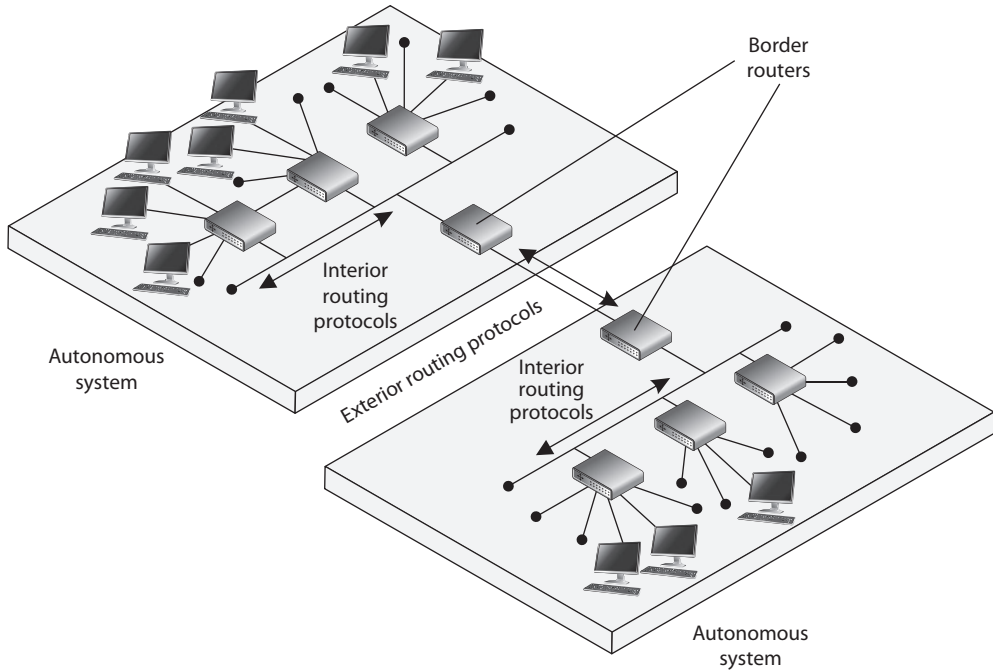 Border
routers
Interior
routing
protocols
Autonomous
system
Exterior routing protocols
Interior
routing
protocols
Autonomous
system